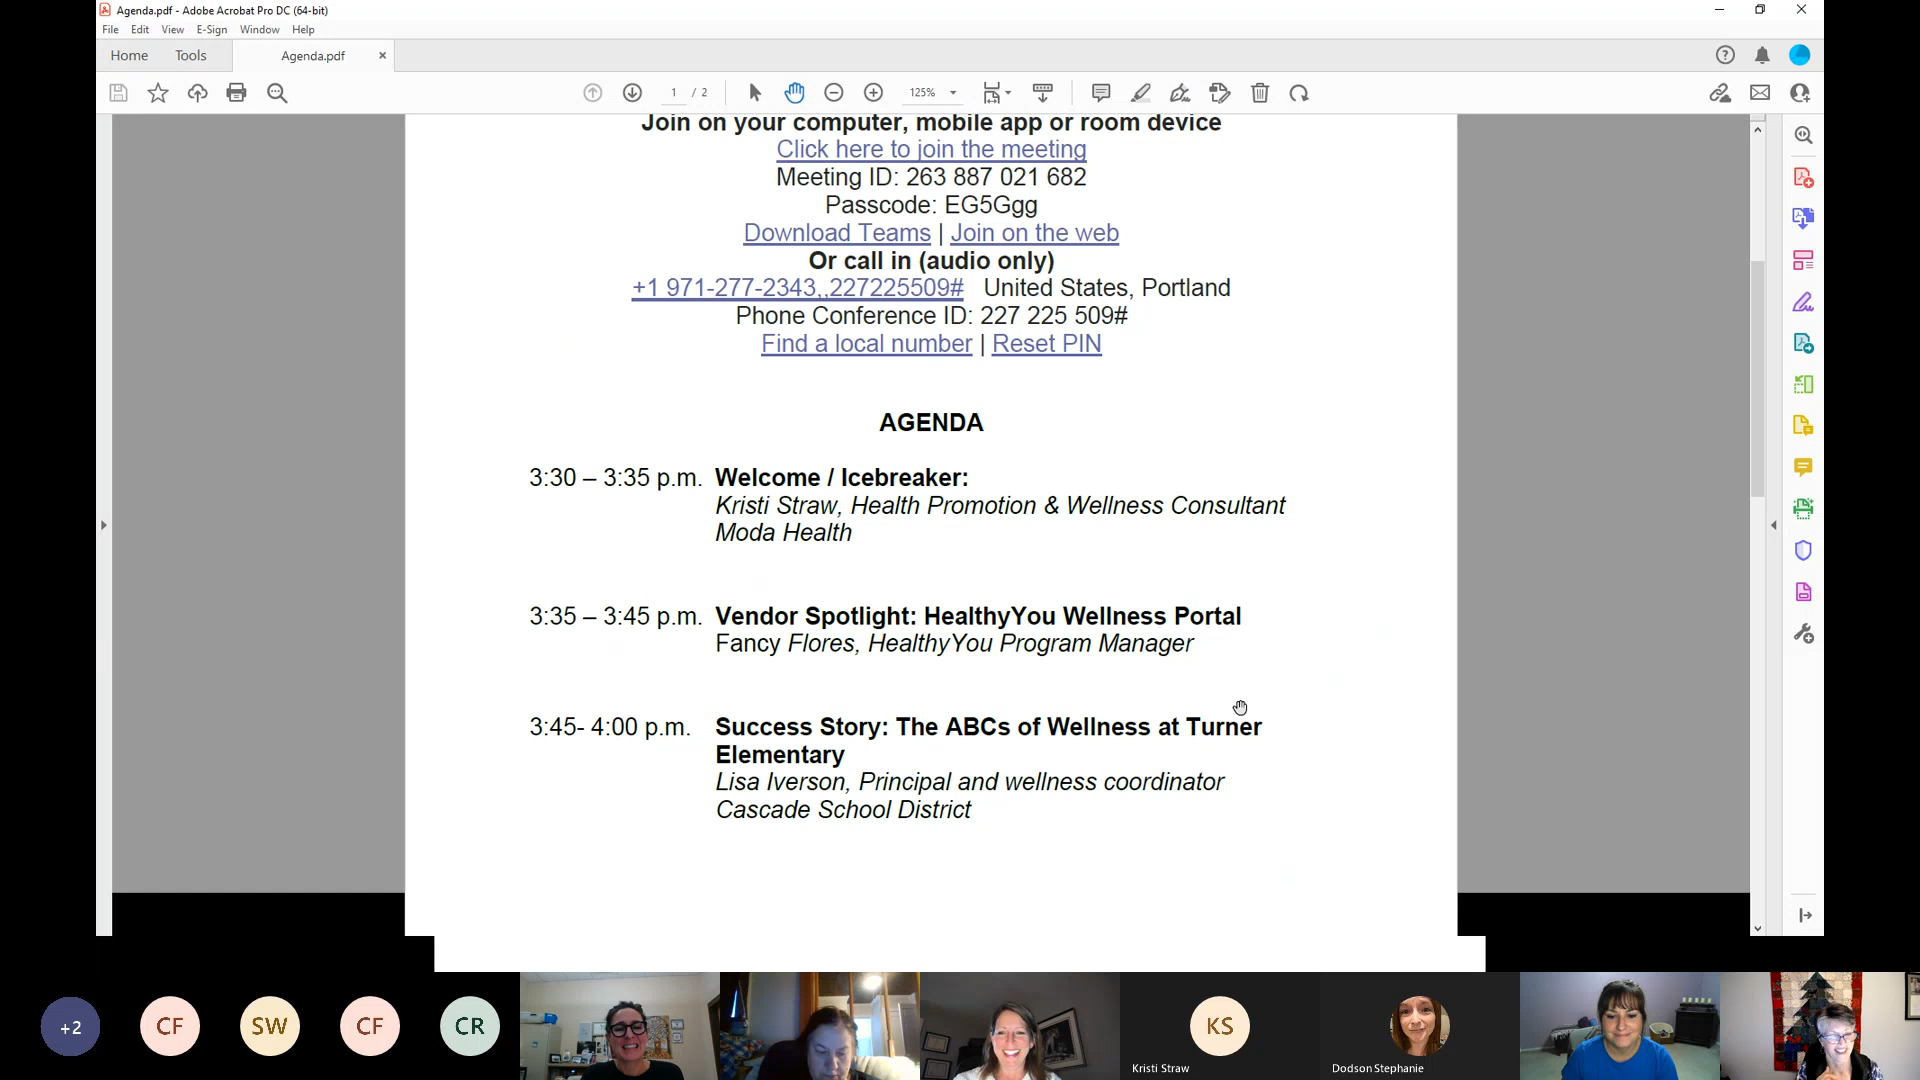 Agenda.pdf - Adobe Acrobat Pro DC (64-bit)
File Edit View E-Sign Window Help
Home Tools Agenda.pdf
1 / 2 125%
Join on your computer, mobile app or room device
Click here to join the meeting
Meeting ID: 263 887 021 682
Passcode: EG5Ggg
Download Teams | Join on the web
Or call in (audio only)
+1 971-277-2343,,227225509# United States, Portland
Phone Conference ID: 227 225 509#
Find a local number | Reset PIN
AGENDA
3:30 – 3:35 p.m. Welcome / Icebreaker:
Kristi Straw, Health Promotion & Wellness Consultant
Moda Health
3:35 – 3:45 p.m. Vendor Spotlight: HealthyYou Wellness Portal
Fancy Flores, HealthyYou Program Manager
3:45- 4:00 p.m. Success Story: The ABCs of Wellness at Turner
Elementary
Lisa Iverson, Principal and wellness coordinator
Cascade School District
+2 CF SW CF CR KS
Kristi Straw Dodson Stephanie